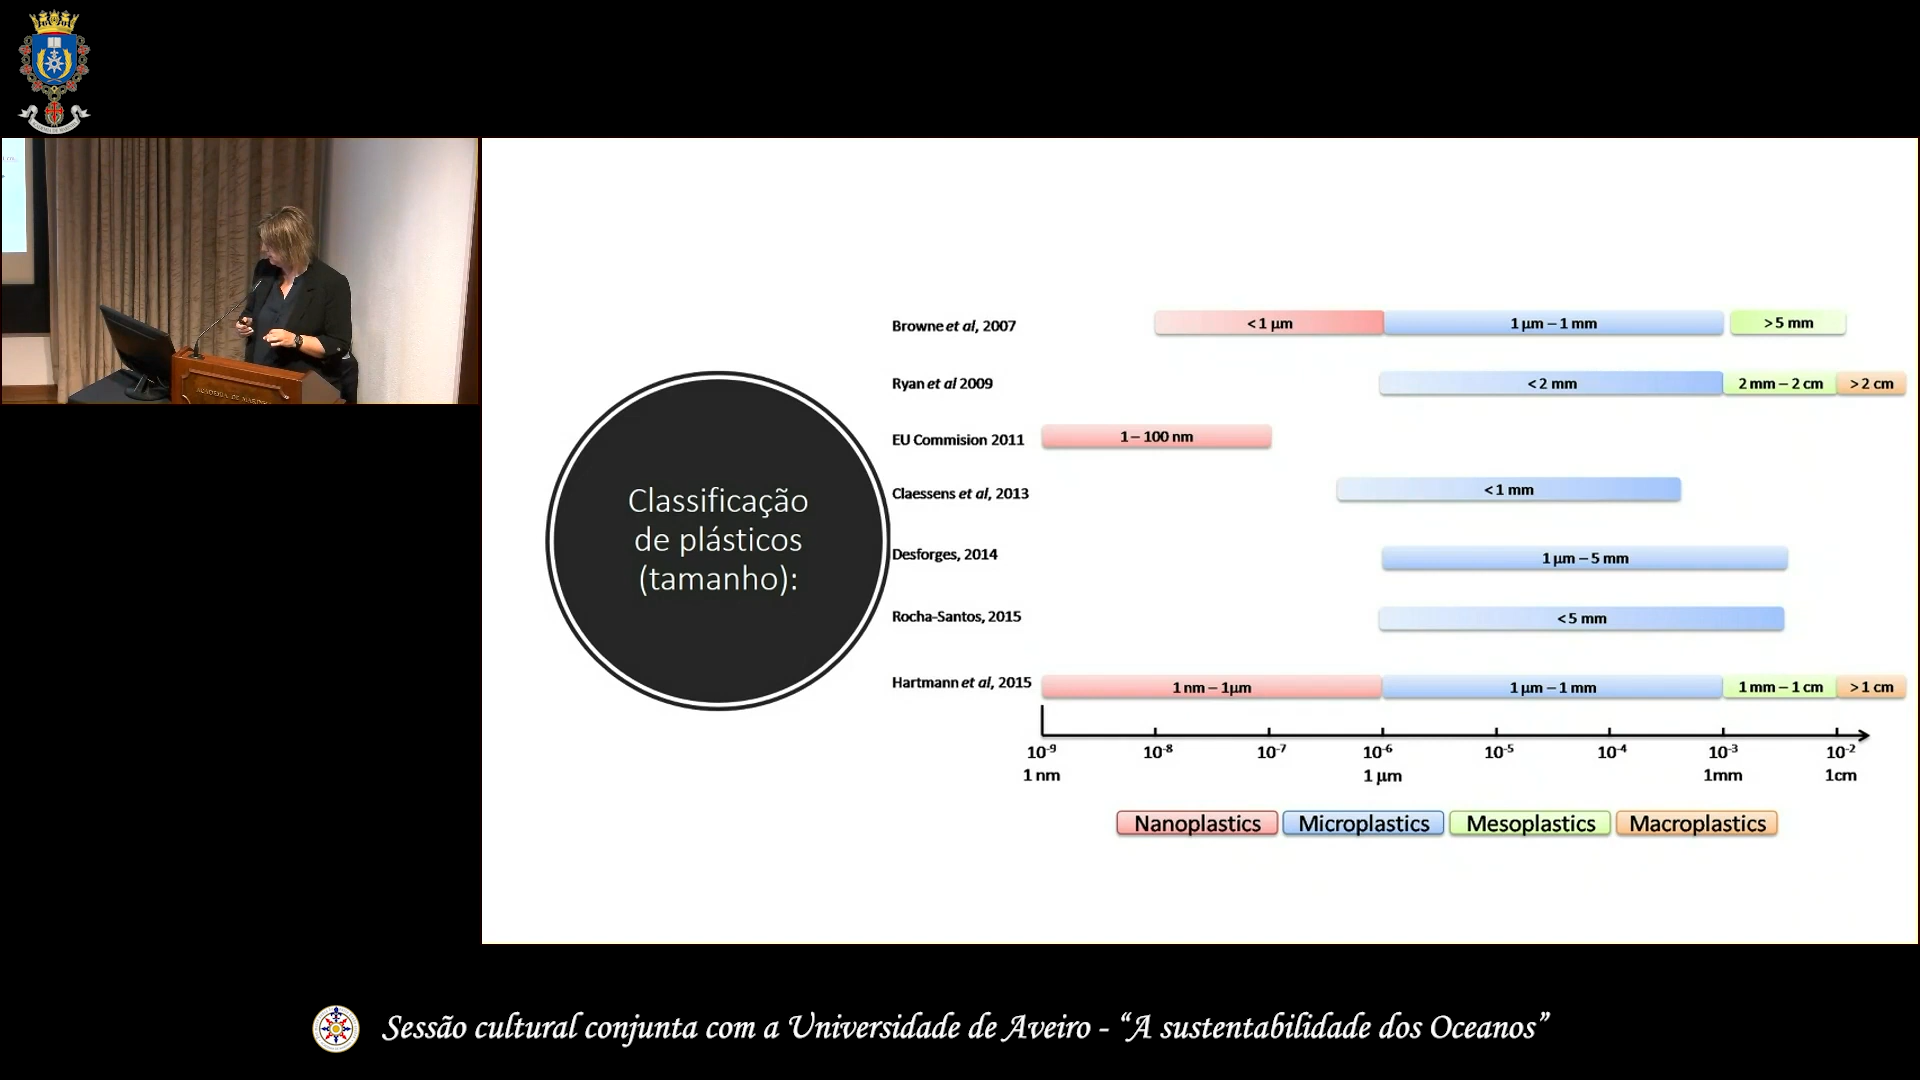 ACADEMIA DE MARINHA
Classificação
de plásticos
(tamanho):
Browne et al, 2007
< 1 µm
1 µm – 1 mm
> 5 mm
Ryan et al 2009
< 2 mm
2 mm – 2 cm
> 2 cm
EU Commision 2011
1 – 100 nm
Claessens et al, 2013
< 1 mm
Desforges, 2014
1 µm – 5 mm
Rocha-Santos, 2015
< 5 mm
Hartmann et al, 2015
1 nm – 1µm
1 µm – 1 mm
1 mm – 1 cm
> 1 cm
10⁻⁹ 10⁻⁸ 10⁻⁷ 10⁻⁶ 10⁻⁵ 10⁻⁴ 10⁻³ 10⁻²
1 nm 1 µm 1mm 1cm
Nanoplastics Microplastics Mesoplastics Macroplastics
Sessão cultural conjunta com a Universidade de Aveiro - “A sustentabilidade dos Oceanos”